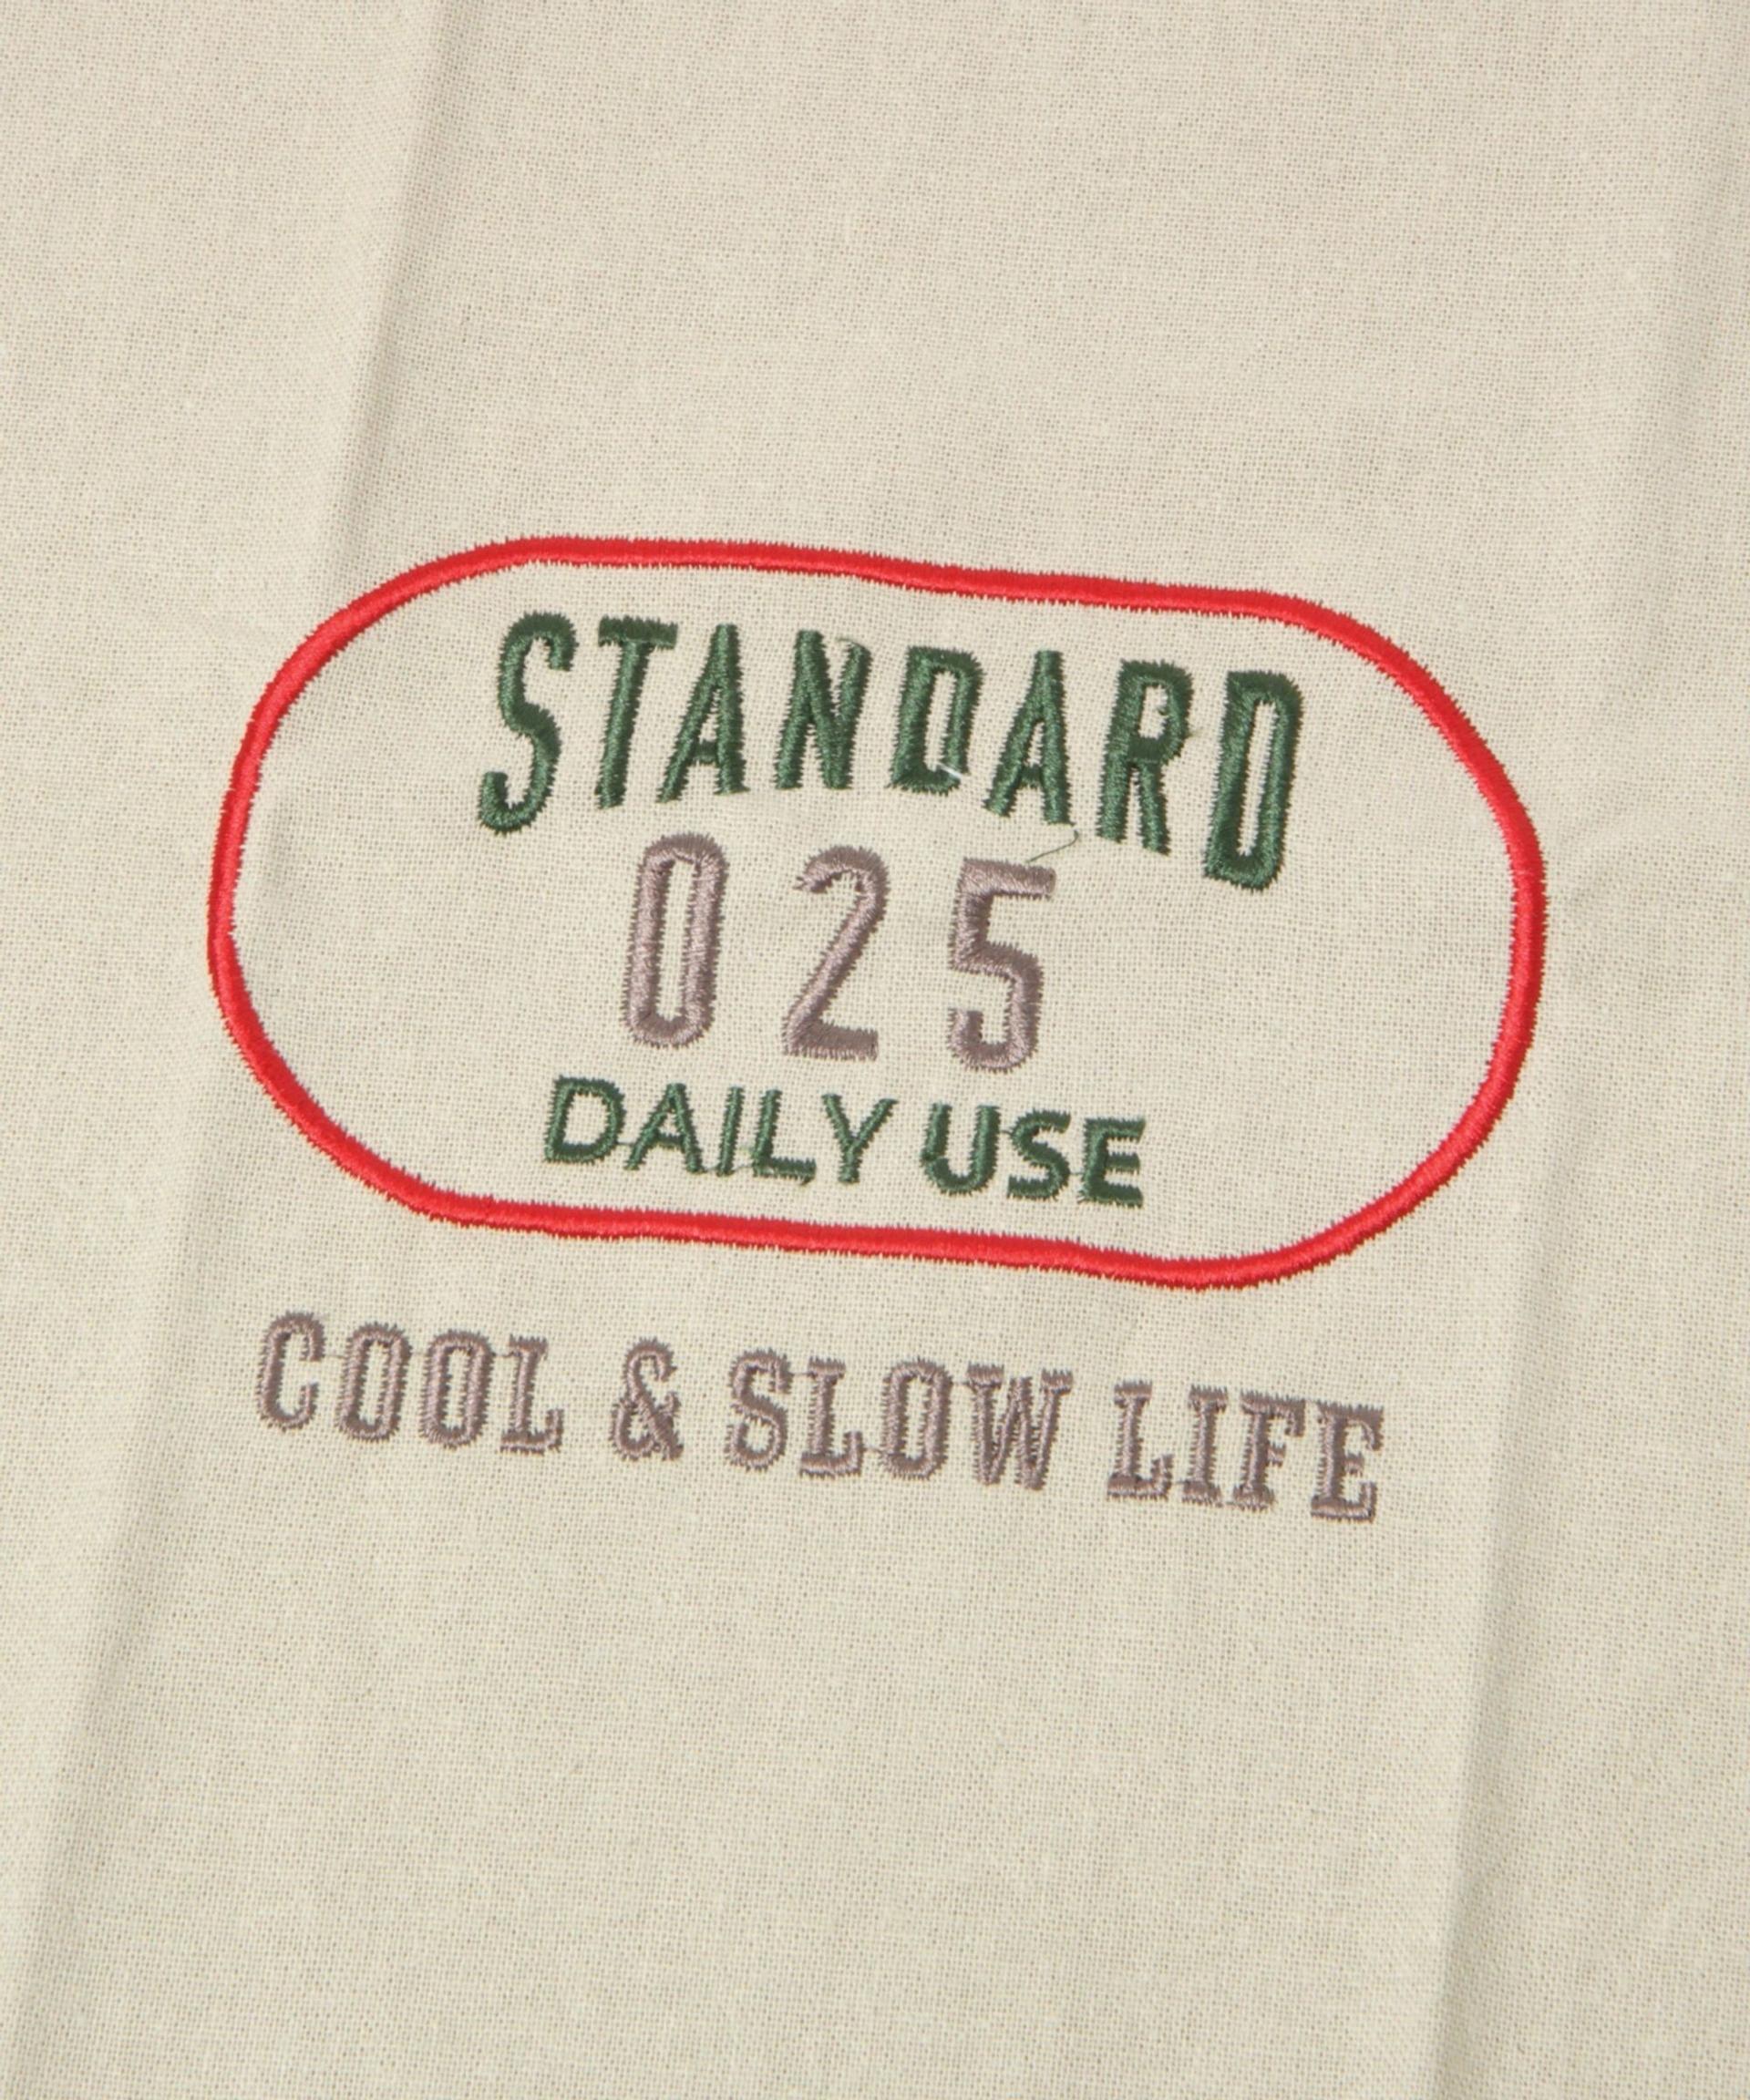 STANDARD
025
DAILY USE
COOL & SLOW LIFE